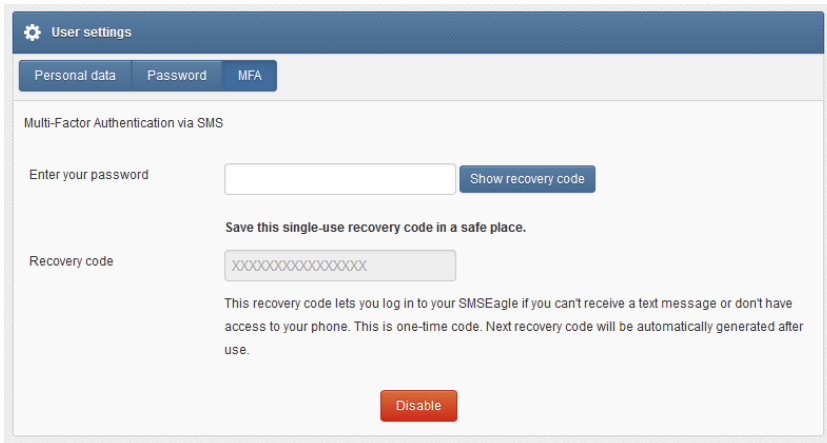 User settings
Personal data Password MFA
Multi-Factor Authentication via SMS
Enter your password Show recovery code
Save this single-use recovery code in a safe place.
Recovery code XXXXXXXXXXXXXXXX
This recovery code lets you log in to your SMSEagle if you can't receive a text message or don't have
access to your phone. This is one-time code. Next recovery code will be automatically generated after
use.
Disable